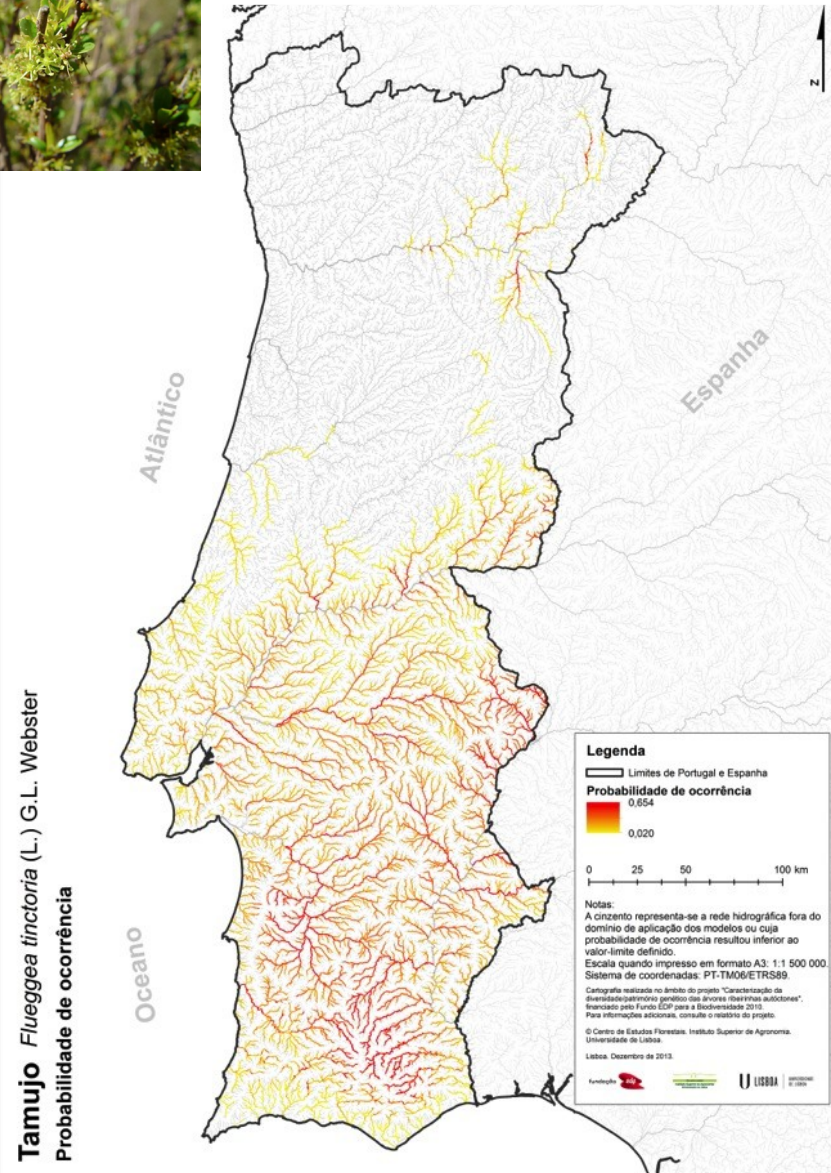 Tamujo Flueggea tinctoria (L.) G.L. Webster
Probabilidade de ocorrência
N
Atlântico
Oceano
Espanha
Legenda
Limites de Portugal e Espanha
Probabilidade de ocorrência
0,654
0,020
0 25 50 100 km
Notas:
A cinzento representa-se a rede hidrográfica fora do
domínio de aplicação dos modelos ou cuja
probabilidade de ocorrência resultou inferior ao
valor-limite definido.
Escala quando impresso em formato A3: 1:1 500 000.
Sistema de coordenadas: PT-TM06/ETRS89.
Cartografia realizada no âmbito do projeto "Caracterização da
diversidade/património genético das árvores ribeirinhas autóctones",
financiado pelo Fundo EDP para a Biodiversidade 2010.
Para informações adicionais, consulte o relatório do projeto.
© Centro de Estudos Florestais. Instituto Superior de Agronomia.
Universidade de Lisboa.
Lisboa. Dezembro de 2013.
fundação edp
LISBOA UNIVERSIDADE
DE LISBOA